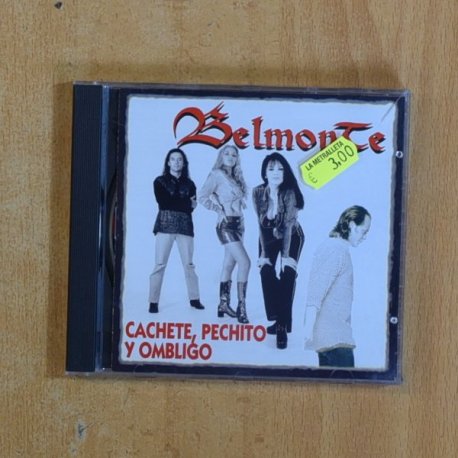 Belmonte
LA METRALLETA
€ 3,00
CACHETE, PECHITO
Y OMBLIGO